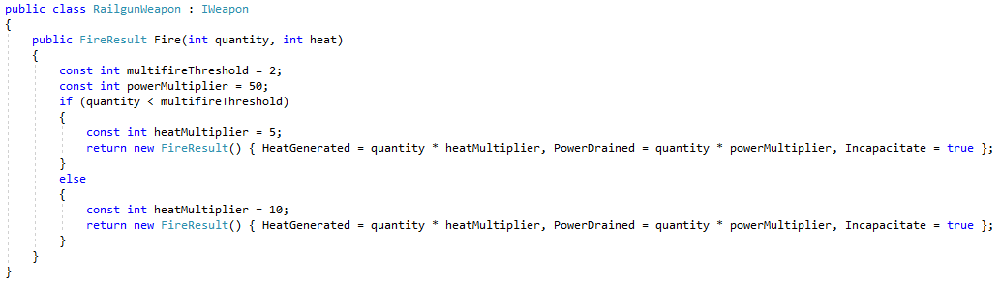 public class RailgunWeapon : IWeapon
{
    public FireResult Fire(int quantity, int heat)
    {
        const int multifireThreshold = 2;
        const int powerMultiplier = 50;
        if (quantity < multifireThreshold)
        {
            const int heatMultiplier = 5;
            return new FireResult() { HeatGenerated = quantity * heatMultiplier, PowerDrained = quantity * powerMultiplier, Incapacitate = true };
        }
        else
        {
            const int heatMultiplier = 10;
            return new FireResult() { HeatGenerated = quantity * heatMultiplier, PowerDrained = quantity * powerMultiplier, Incapacitate = true };
        }
    }
}